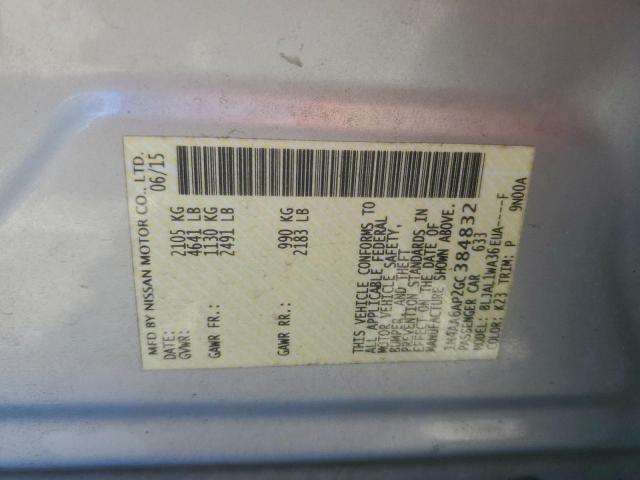 MFD BY NISSAN MOTOR CO., LTD.
DATE: 06/15
GVWR: 2105 KG
4641 LB
GAWR FR.: 1130 KG
2491 LB
GAWR RR.: 990 KG
2183 LB
THIS VEHICLE CONFORMS TO
ALL APPLICABLE FEDERAL
MOTOR VEHICLE SAFETY,
BUMPER, AND THEFT
PREVENTION STANDARDS IN
EFFECT ON THE DATE OF
MANUFACTURE SHOWN ABOVE.
1N4AA6AP2GC384832
PASSENGER CAR 633
MODEL: BLJALLWA36EUA-----F
COLOR: K23 TRIM: P 9N00A